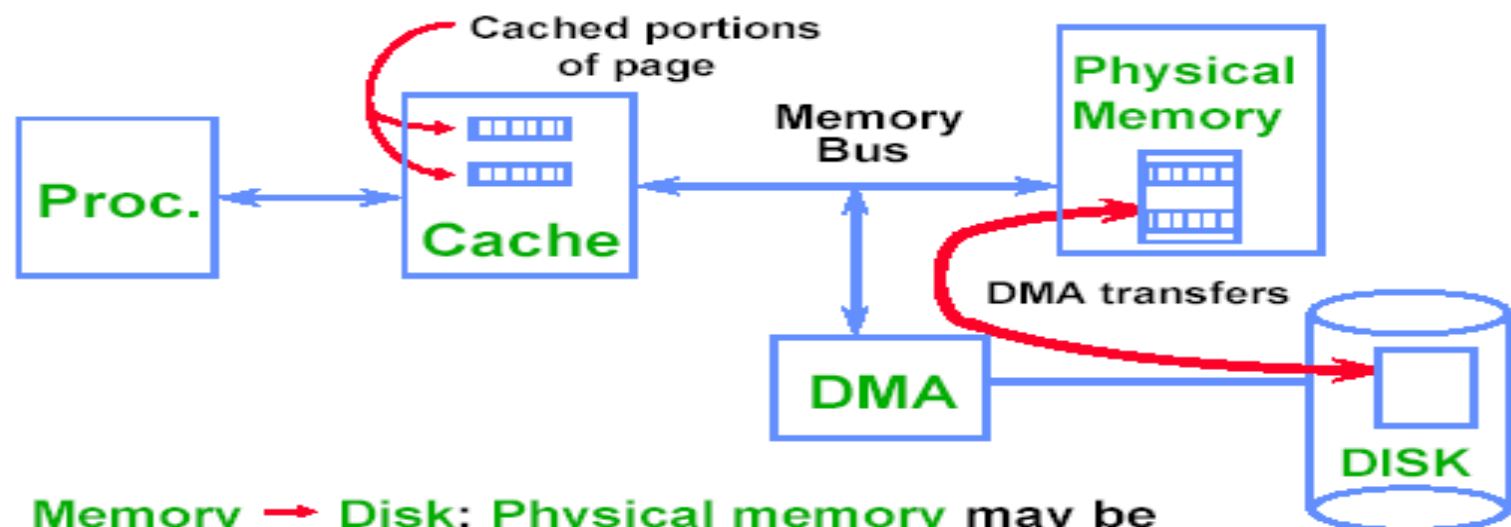 Cached portions
of page
Physical
Memory
Memory
Bus
Proc.
Cache
DMA transfers
DMA
DISK
Memory → Disk: Physical memory may be